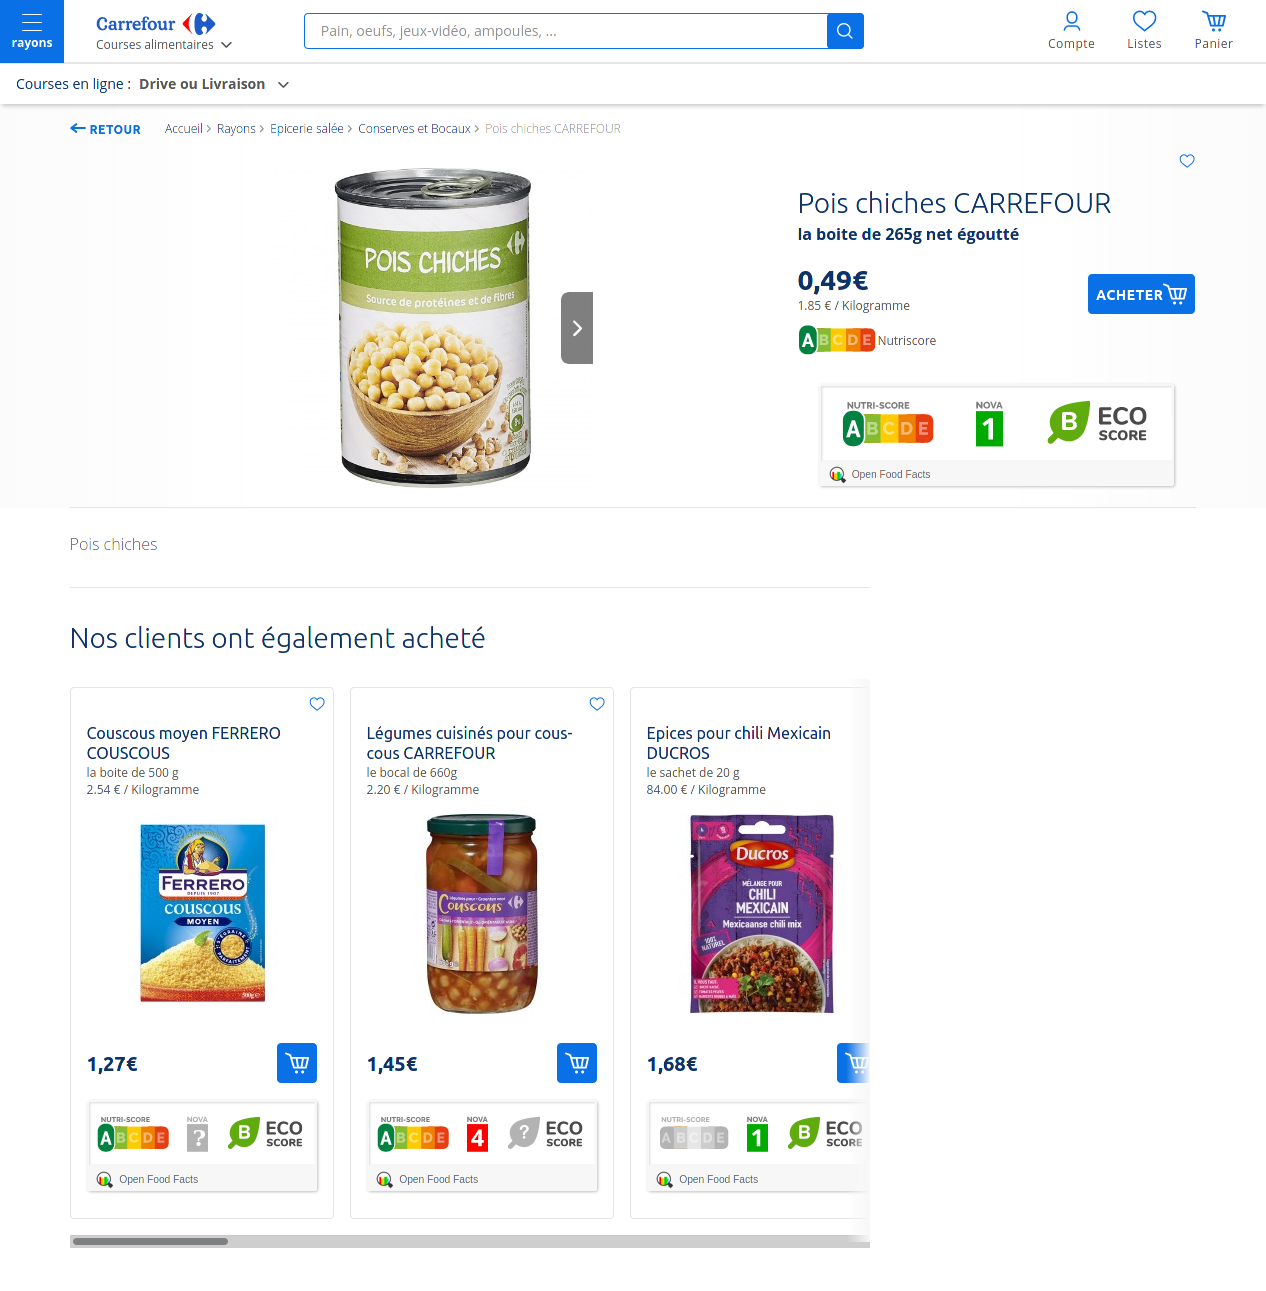 rayons
Carrefour
Courses alimentaires
Pain, oeufs, jeux-vidéo, ampoules, ...
Compte
Listes
Panier
Courses en ligne : Drive ou Livraison
RETOUR
Accueil > Rayons > Epicerie salée > Conserves et Bocaux > Pois chiches CARREFOUR
POIS CHICHES
Source de protéines et de fibres
Pois chiches CARREFOUR
la boite de 265g net égoutté
0,49€
1.85 € / Kilogramme
ACHETER
A B C D E Nutriscore
NUTRI-SCORE
A B C D E
NOVA
1
B ECO
SCORE
Open Food Facts
Pois chiches
Nos clients ont également acheté
Couscous moyen FERRERO
COUSCOUS
la boite de 500 g
2.54 € / Kilogramme
FERRERO
DEPUIS 1907
COUSCOUS
MOYEN
500g e
1,27€
NUTRI-SCORE
A B C D E
NOVA
?
B ECO
SCORE
Open Food Facts
Légumes cuisinés pour cous-
cous CARREFOUR
le bocal de 660g
2.20 € / Kilogramme
Couscous
1,45€
NUTRI-SCORE
A B C D E
NOVA
4
? ECO
SCORE
Open Food Facts
Epices pour chili Mexicain
DUCROS
le sachet de 20 g
84.00 € / Kilogramme
Ducros
MÉLANGE POUR
CHILI
MEXICAIN
Mexicaanse chili mix
100%
NATUREL
1,68€
NUTRI-SCORE
A B C D E
NOVA
1
B ECO
SCORE
Open Food Facts